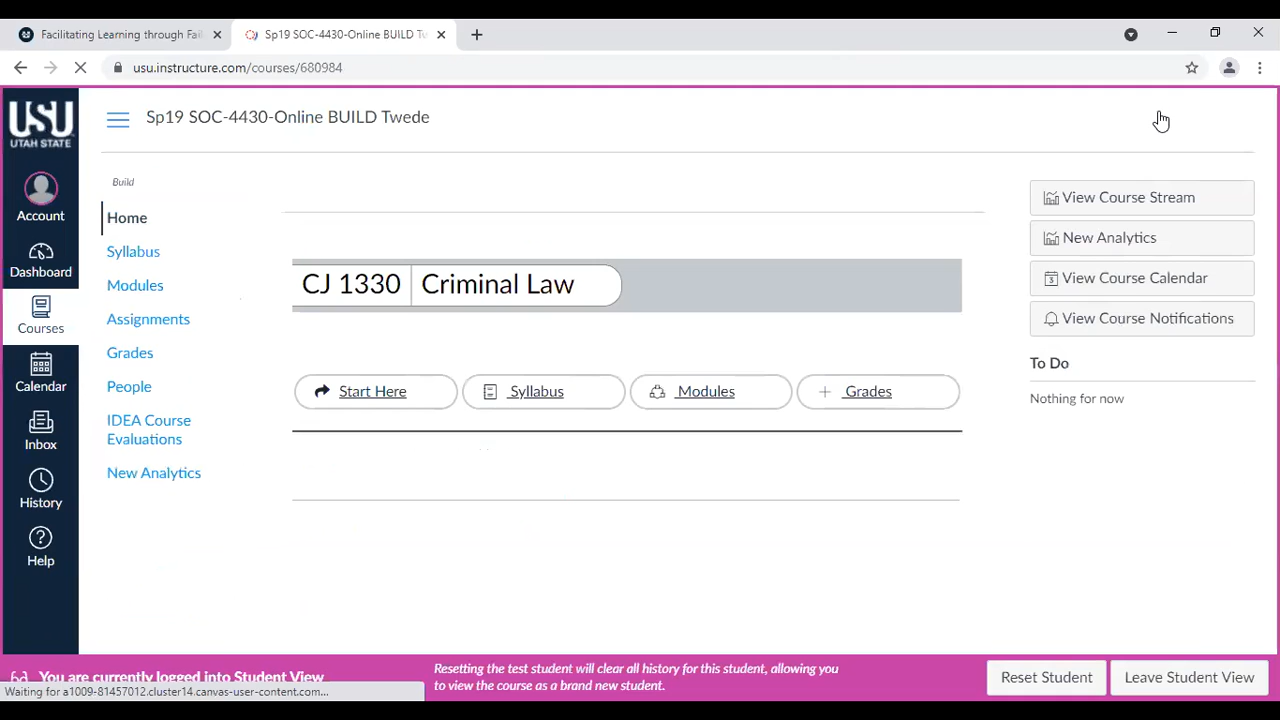 Facilitating Learning through Fail
Sp19 SOC-4430-Online BUILD Tw
usu.instructure.com/courses/680984
USU
UTAH STATE
Sp19 SOC-4430-Online BUILD Twede
Account
Dashboard
Courses
Calendar
Inbox
History
Help
Build
Home
Syllabus
Modules
Assignments
Grades
People
IDEA Course
Evaluations
New Analytics
CJ 1330
Criminal Law
Start Here
Syllabus
Modules
Grades
View Course Stream
New Analytics
View Course Calendar
View Course Notifications
To Do
Nothing for now
You are currently logged into Student View
Waiting for a1009-81457012.cluster14.canvas-user-content.com...
Resetting the test student will clear all history for this student, allowing you
to view the course as a brand new student.
Reset Student
Leave Student View